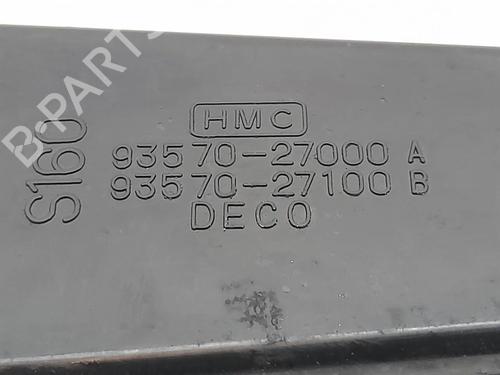 B-PARTS
HMC
S160
93570-27000 A
93570-27100 B
DECO